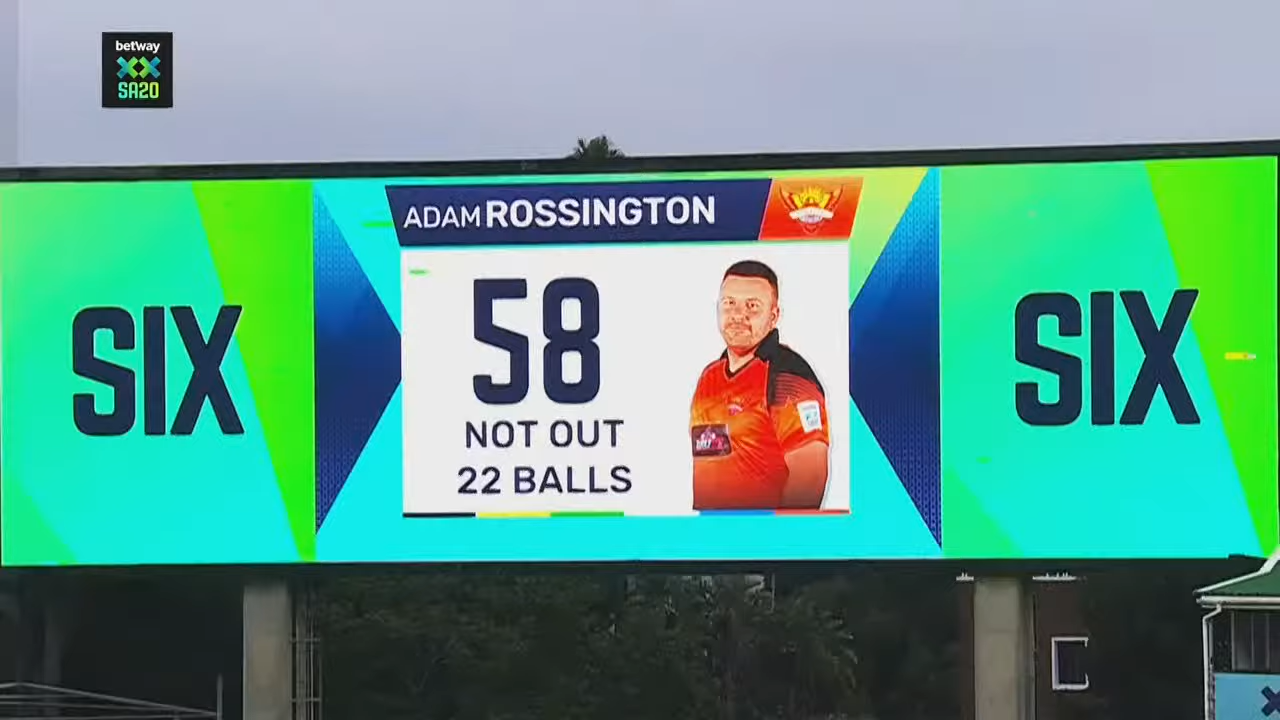 betway
SA20
ADAM ROSSINGTON
SIX
58
NOT OUT
22 BALLS
SIX